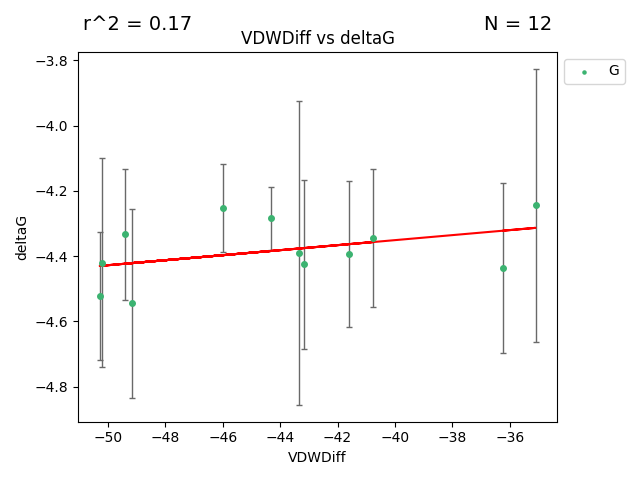 r^2 = 0.17
N = 12
VDWDiff vs deltaG
G
−3.8
−4.0
−4.2
−4.4
−4.6
−4.8
deltaG
−50
−48
−46
−44
−42
−40
−38
−36
VDWDiff